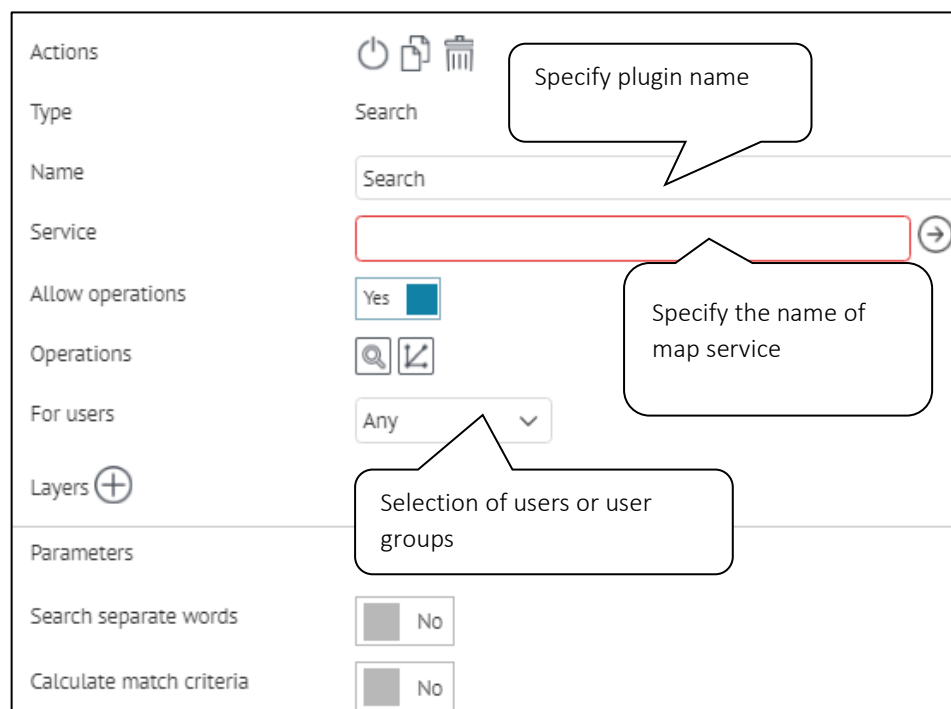 Actions
Specify plugin name
Type
Search
Name
Search
Service
Allow operations
Yes
Specify the name of
map service
Operations
For users
Any
Layers
Selection of users or user
groups
Parameters
Search separate words
No
Calculate match criteria
No